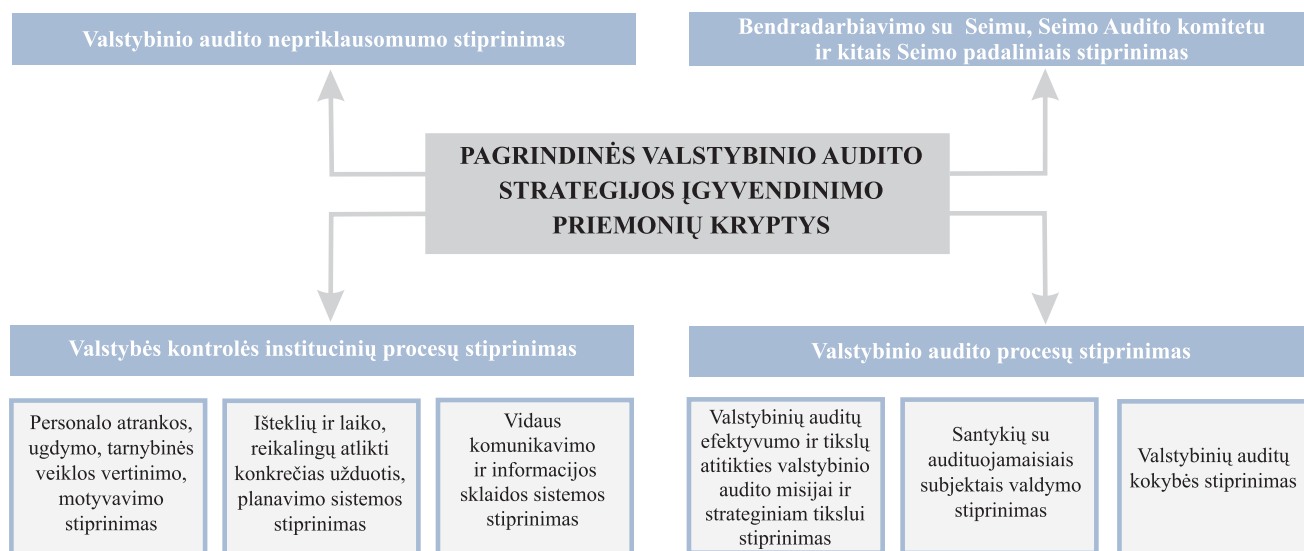 Valstybinio audito nepriklausomumo stiprinimas
Bendradarbiavimo su Seimu, Seimo Audito komitetu
ir kitais Seimo padaliniais stiprinimas
PAGRINDINĖS VALSTYBINIO AUDITO
STRATEGIJOS ĮGYVENDINIMO
PRIEMONIŲ KRYPTYS
Valstybės kontrolės institucinių procesų stiprinimas
Personalo atrankos,
ugdymo, tarnybinės
veiklos vertinimo,
motyvavimo
stiprinimas
Išteklių ir laiko,
reikalingų atlikti
konkrečias užduotis,
planavimo sistemos
stiprinimas
Vidaus
komunikavimo
ir informacijos
sklaidos sistemos
stiprinimas
Valstybinio audito procesų stiprinimas
Valstybinių auditų
efektyvumo ir tikslų
atitikties valstybinio
audito misijai ir
strateginiam tikslui
stiprinimas
Santykių su
audituojamaisiais
subjektais valdymo
stiprinimas
Valstybinių auditų
kokybės stiprinimas